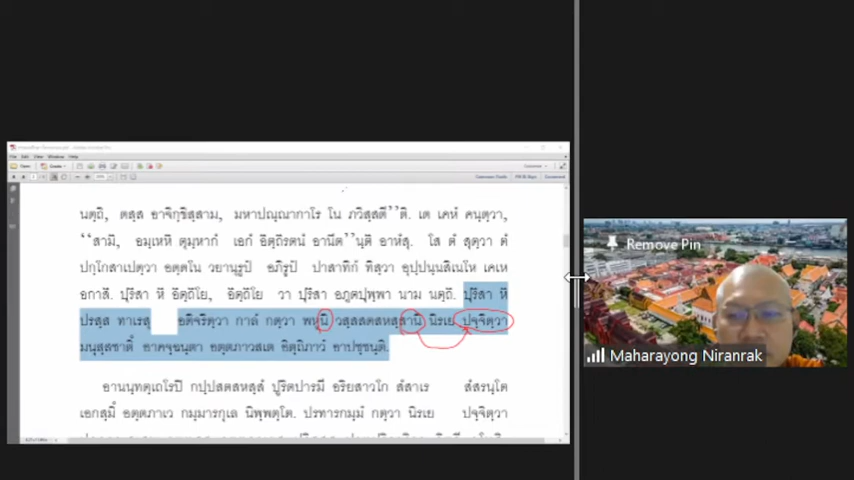 นตฺถิ, ตสฺส อาจิกฺขิสฺสาม, มหาปณฺณากาโร โน ภวิสฺสตี”ติ. เต เคหํ คนฺตฺวา,
“สามิ, อมฺเหหิ ตุมฺหากํ เอกํ อิตฺถิรตนํ อานีต”นฺติ อาหํสุ. โส ตํ สุตฺวา ตํ
ปกฺโกสาเปตฺวา อตฺตโน วยานุรูปํ อภิรูปํ ปาสาทิกํ ทิสฺวา อุปฺปนฺนสิเนโห เคเห
อกาสิ. ปุริสา หิ อิตฺถิโย, อิตฺถิโย วา ปุริสา อภูตปุพฺพา นาม นตฺถิ. ปุริสา หิ
ปรสฺส ทาเรสุ อติจริตฺวา กาลํ กตฺวา พหูนิ วสฺสสตสหสฺสานิ นิรเย ปจฺจิตฺวา
มนุสฺสชาตึ อาคจฺฉนฺตา อตฺตภาวสเต อิตฺถิภาวํ อาปชฺชนฺติ.
อานนฺทตฺเถโรปิ กปฺปสตสหสฺสํ ปูริตปารมี อริยสาวโก สํสาเร สํสรนฺโต
เอกสฺมึ อตฺตภาเว กมฺมารกุเล นิพฺพตฺโต. ปรทารกมฺมํ กตฺวา นิรเย ปจฺจิตฺวา
Remove Pin
Maharayong Niranrak